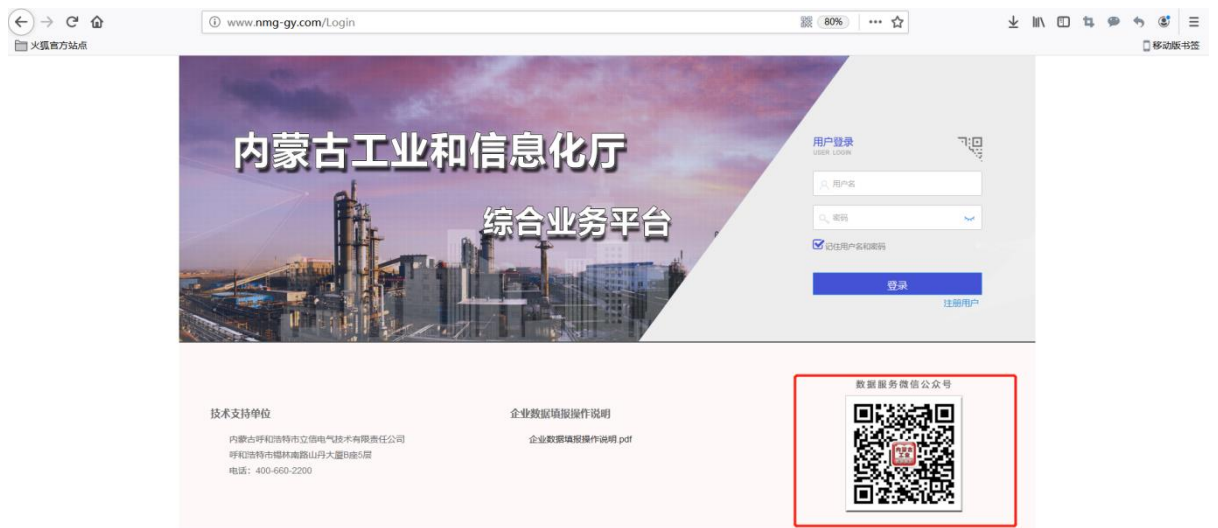 www.nmg-gy.com/Login
80%
火狐官方站点
移动版书签
内蒙古工业和信息化厅
综合业务平台
用户登录
USER LOGIN
用户名
密码
记住用户名和密码
登录
注册用户
技术支持单位
内蒙古呼和浩特市立信电气技术有限责任公司
呼和浩特市锡林南路山丹大厦B座5层
电话：400-660-2200
企业数据填报操作说明
企业数据填报操作说明.pdf
数据服务微信公众号
内蒙古
工业